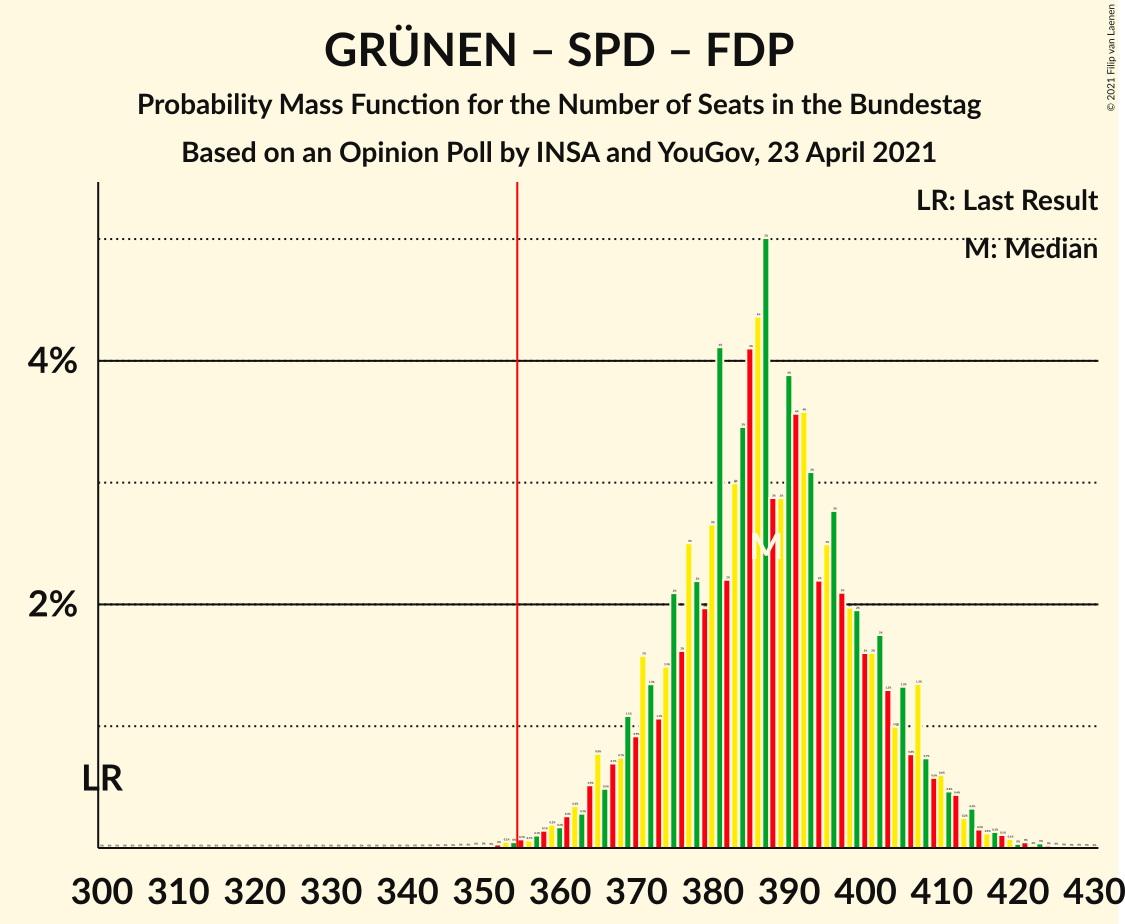 GRÜNEN – SPD – FDP
Probability Mass Function for the Number of Seats in the Bundestag
Based on an Opinion Poll by INSA and YouGov, 23 April 2021
© 2021 Filip van Laenen
LR: Last Result
M: Median
4%
2%
M
LR
300 310 320 330 340 350 360 370 380 390 400 410 420 430